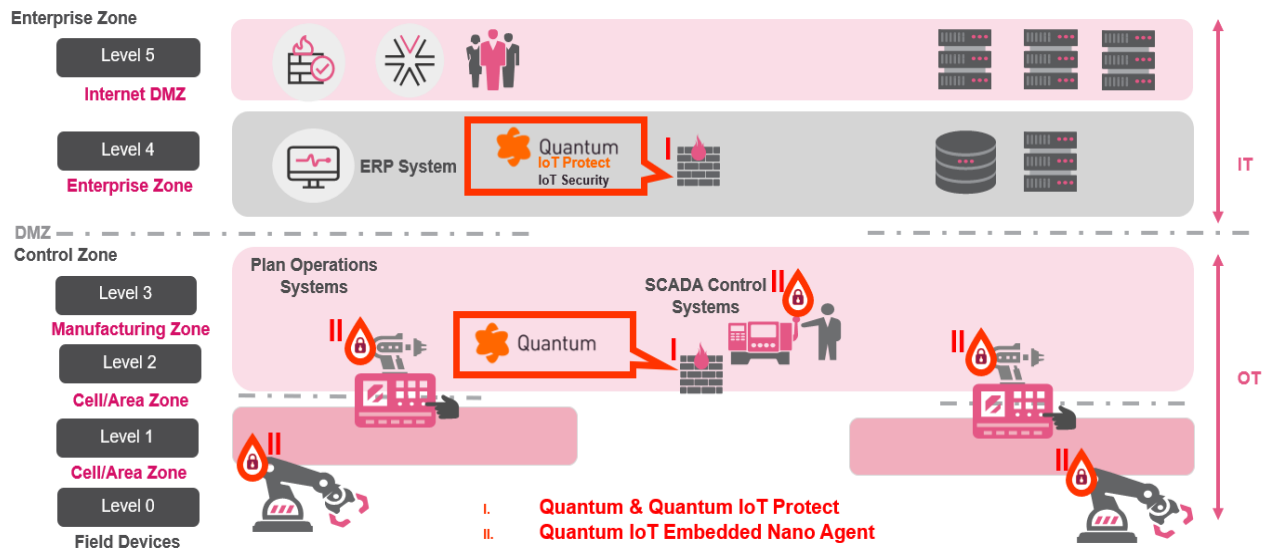 Enterprise Zone
Level 5
Internet DMZ
Level 4
Enterprise Zone
ERP System
Quantum
IoT Protect
IoT Security
I
IT
DMZ
Control Zone
Plan Operations
Systems
Level 3
Manufacturing Zone
SCADA Control
Systems
II
II
Quantum
I
II
Level 2
Cell/Area Zone
OT
Level 1
Cell/Area Zone
II
II
Level 0
Field Devices
I. Quantum & Quantum IoT Protect
II. Quantum IoT Embedded Nano Agent